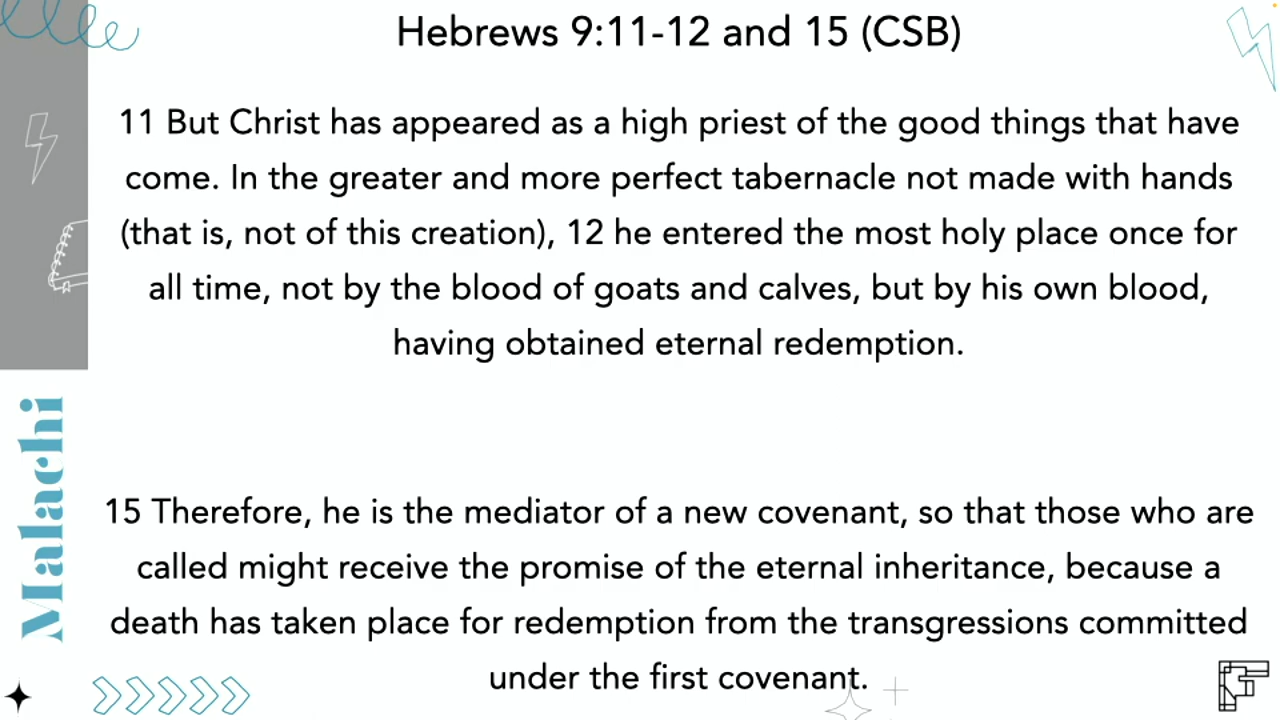 Hebrews 9:11-12 and 15 (CSB)
11 But Christ has appeared as a high priest of the good things that have
come. In the greater and more perfect tabernacle not made with hands
(that is, not of this creation), 12 he entered the most holy place once for
all time, not by the blood of goats and calves, but by his own blood,
having obtained eternal redemption.
15 Therefore, he is the mediator of a new covenant, so that those who are
called might receive the promise of the eternal inheritance, because a
death has taken place for redemption from the transgressions committed
under the first covenant.
Malachi